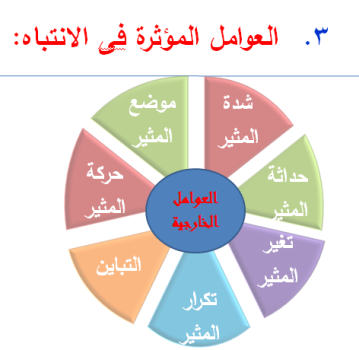 ٣. العوامل المؤثرة في الانتباه:
شدة
المثير
حداثة
المثير
تغير
المثير
تكرار
المثير
التباين
حركة
المثير
موضع
المثير
العوامل
الخارجية